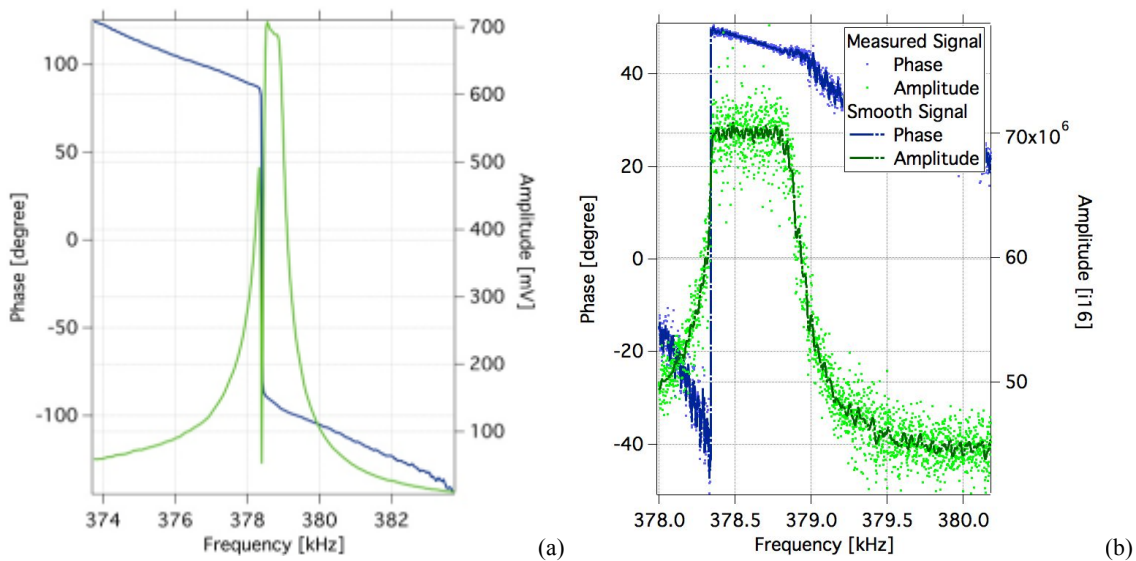 100
50
0
-50
-100
Phase [degree]
700
600
500
400
300
200
100
Amplitude [mV]
374 376 378 380 382
Frequency [kHz]
(a)
40
20
0
-20
-40
Phase [degree]
Measured Signal
Phase
Amplitude
Smooth Signal
Phase
Amplitude
70x10⁶
60
50
Amplitude [i16]
378.0 378.5 379.0 379.5 380.0
Frequency [kHz]
(b)